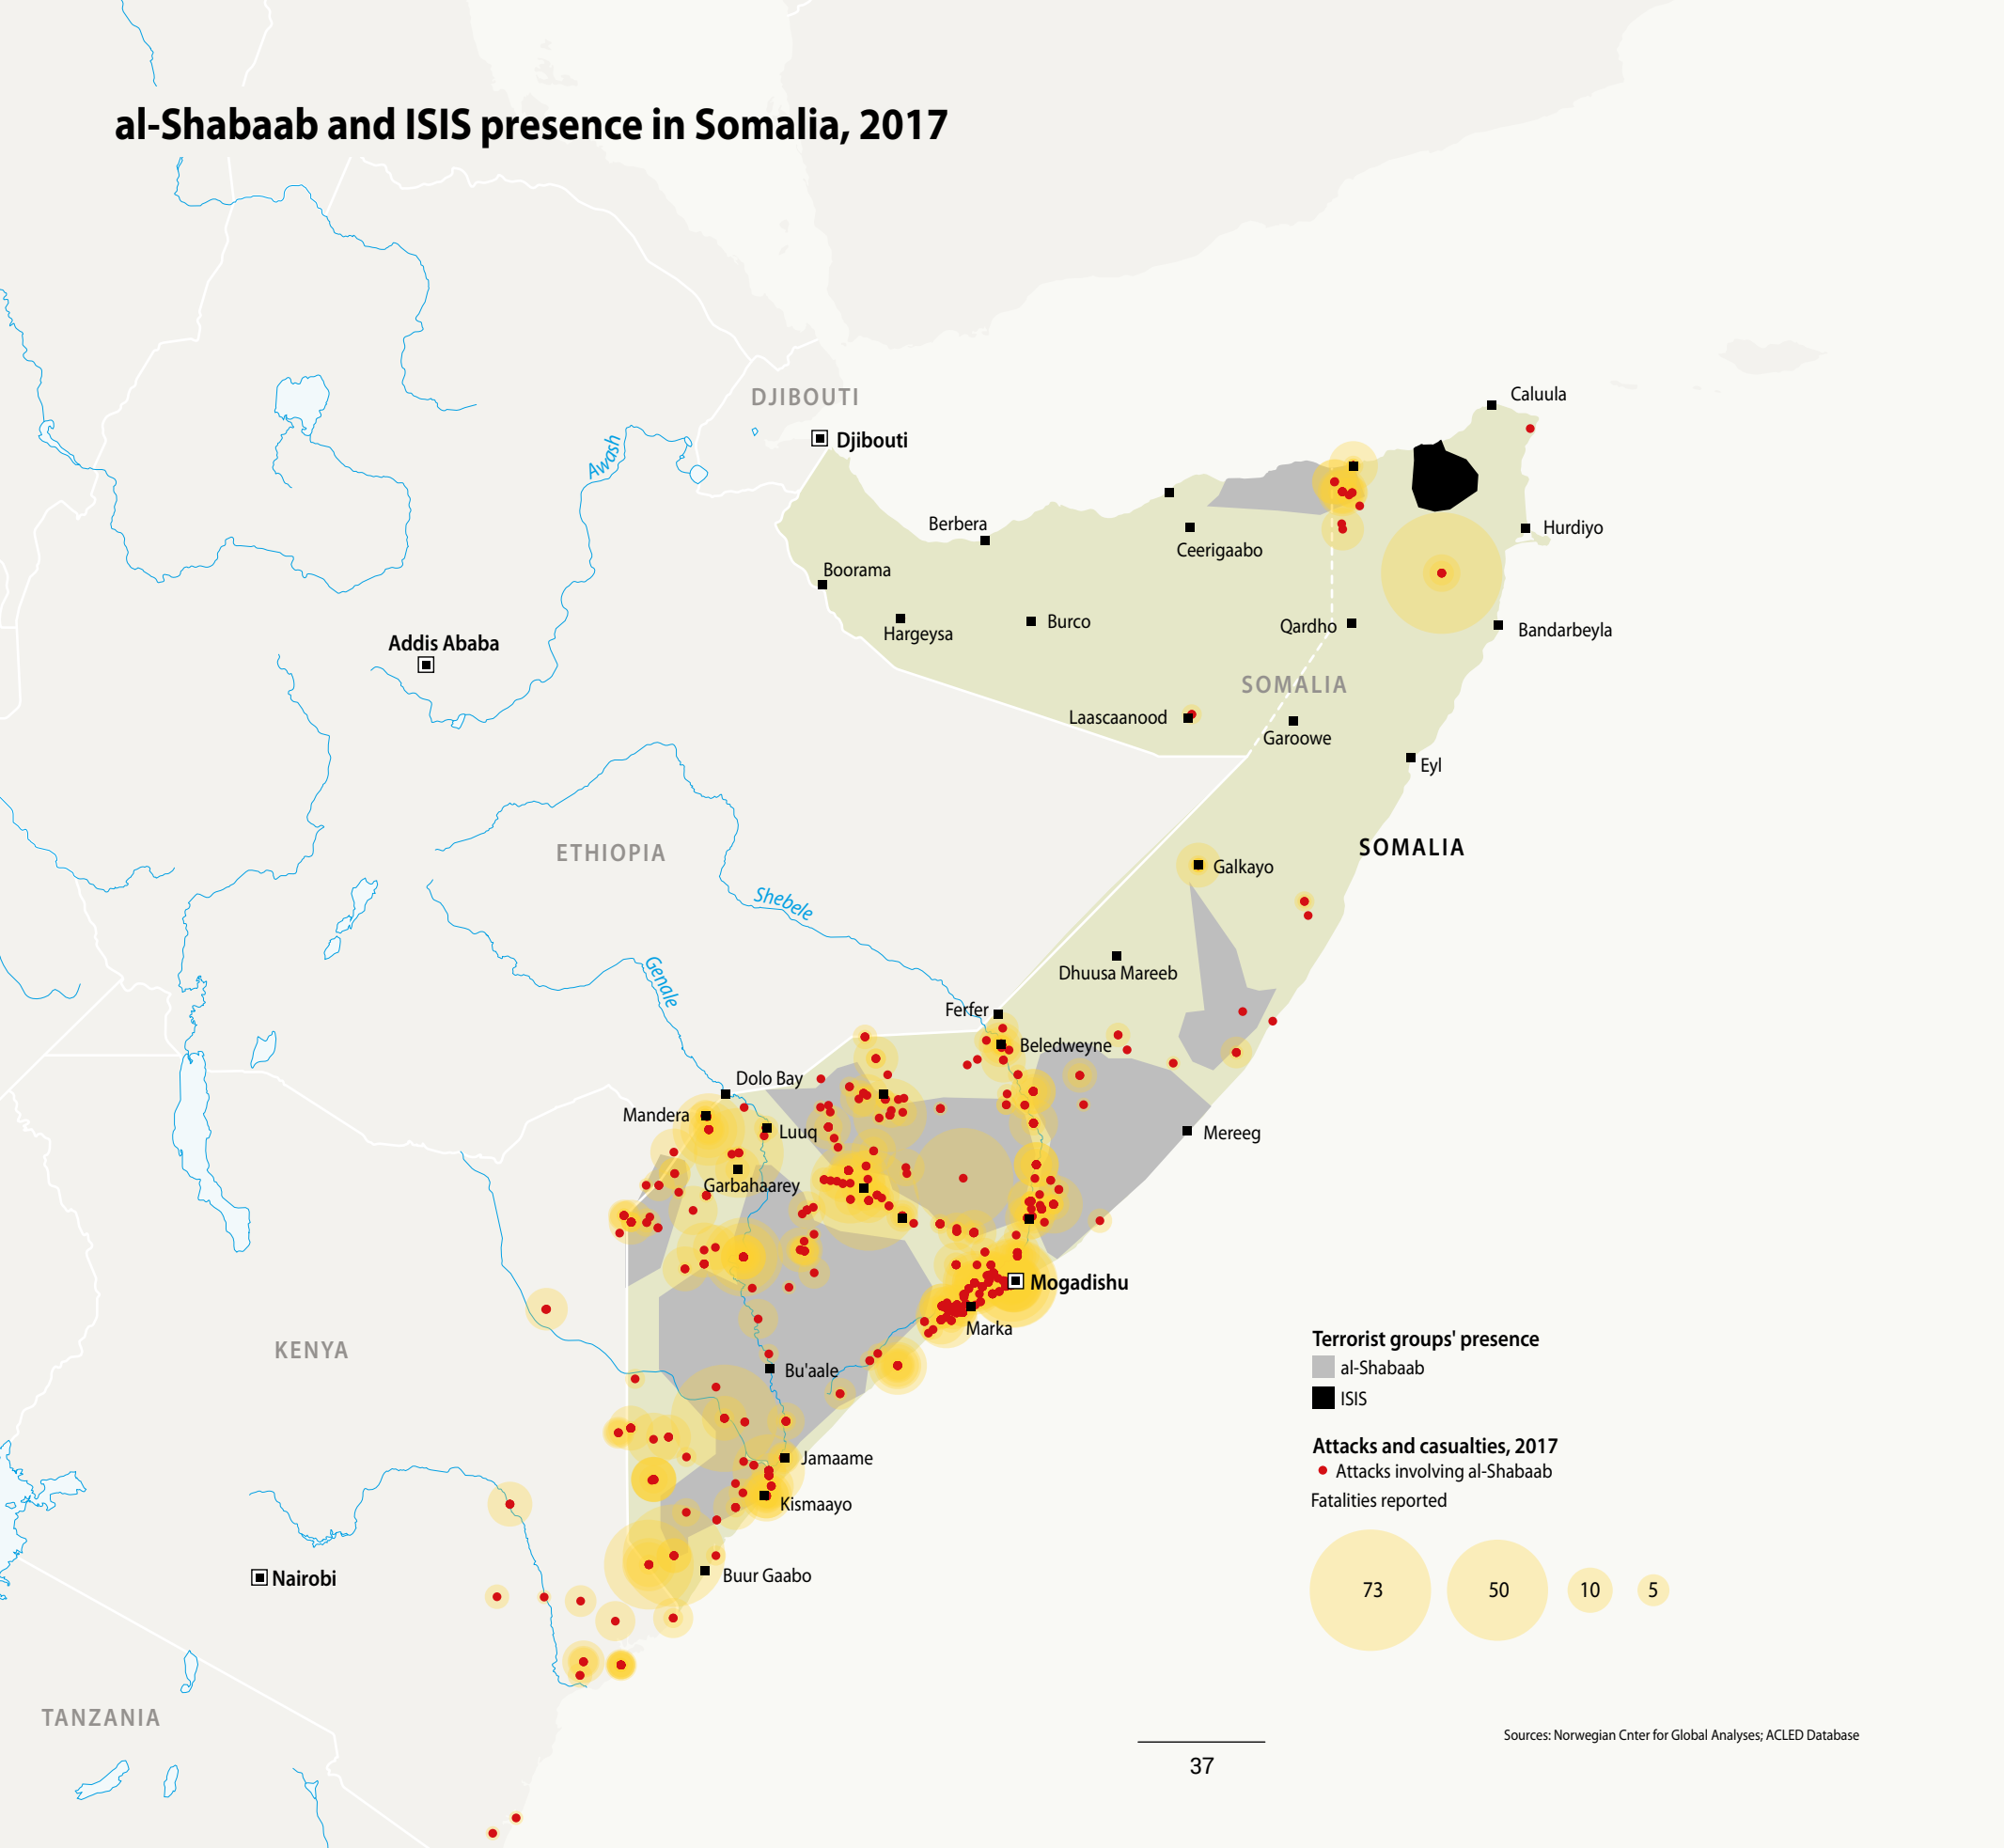 al-Shabaab and ISIS presence in Somalia, 2017
DJIBOUTI
Djibouti
Caluula
Awash
Berbera
Hurdiyo
Ceerigaabo
Boorama
Hargeysa
Burco
Qardho
Bandarbeyla
Addis Ababa
SOMALIA
Laascaanood
Garoowe
Eyl
ETHIOPIA
SOMALIA
Galkayo
Shebele
Genale
Dhuusa Mareeb
Ferfer
Beledweyne
Dolo Bay
Mandera
Luuq
Mereeg
Garbahaarey
Mogadishu
Marka
KENYA
Bu'aale
Jamaame
Kismaayo
Nairobi
Buur Gaabo
TANZANIA
Terrorist groups' presence
al-Shabaab
ISIS
Attacks and casualties, 2017
Attacks involving al-Shabaab
Fatalities reported
73 50 10 5
Sources: Norwegian Cnter for Global Analyses; ACLED Database
37